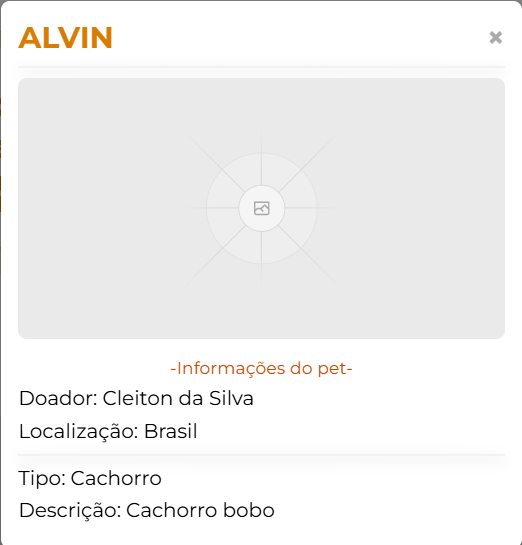 ALVIN
-Informações do pet-
Doador: Cleiton da Silva
Localização: Brasil
Tipo: Cachorro
Descrição: Cachorro bobo